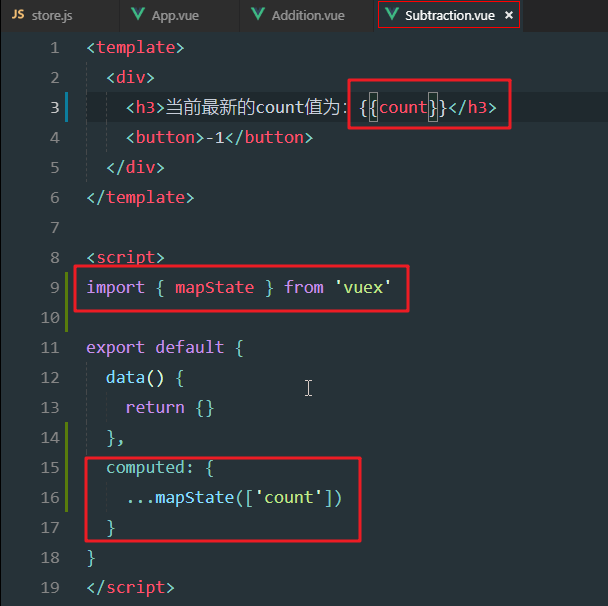 JS store.js App.vue Addition.vue Subtraction.vue ×
1 <template>
2 <div>
3 <h3>当前最新的count值为：{{count}}</h3>
4 <button>-1</button>
5 </div>
6 </template>
7
8 <script>
9 import { mapState } from 'vuex'
10
11 export default {
12 data() {
13 return {}
14 },
15 computed: {
16 ...mapState(['count'])
17 }
18 }
19 </script>